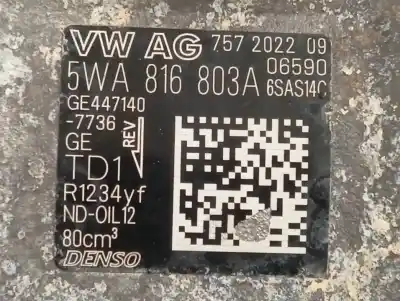 VW AG 757 2022 09
06590
5WA 816 803A 6SAS14C
GE447140
-7736
GE
REV
TD1
R1234yf
ND-OIL12
80cm³
DENSO